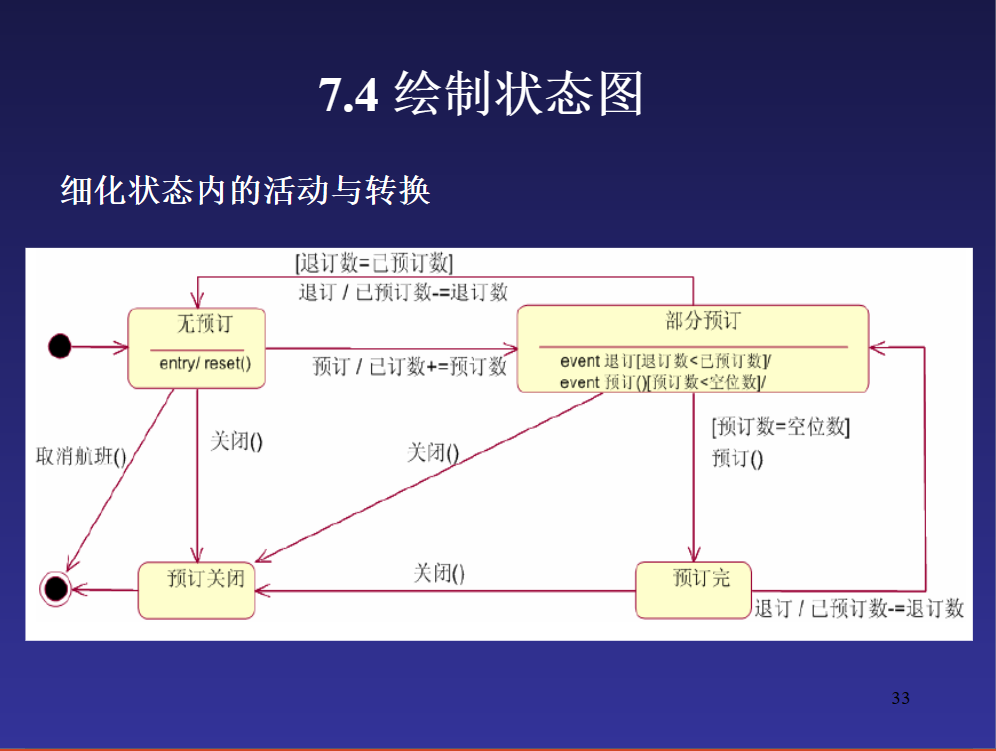 7.4 绘制状态图
细化状态内的活动与转换
[退订数=已预订数]
退订 / 已预订数-=退订数
无预订
entry/ reset()
预订 / 已订数+=预订数
部分预订
event 退订[退订数<已预订数]/
event 预订()[预订数<空位数]/
取消航班()
关闭()
关闭()
[预订数=空位数]
预订()
预订关闭
关闭()
预订完
退订 / 已预订数-=退订数
33